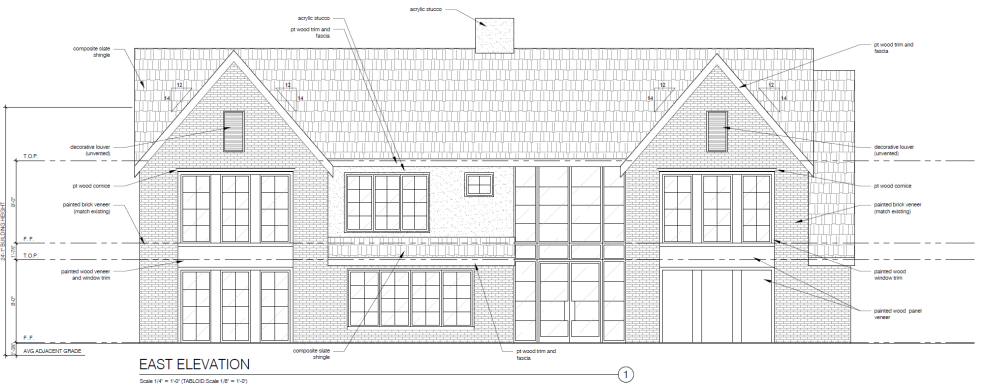 acrylic stucco
acrylic stucco
pt wood trim and
fascia
pt wood trim and
fascia
composite slate
shingle
12
14
12
14
12
14
12
14
decorative louver
(unvented)
decorative louver
(unvented)
T.O.P.
pt wood cornice
pt wood cornice
8'-0"
painted brick veneer
(match existing)
painted brick veneer
(match existing)
24'-1" BUILDING HEIGHT
F.F.
T.O.P.
painted wood veneer
and window trim
painted wood
window trim
8'-0"
painted wood panel
veneer
F.F.
AVG ADJACENT GRADE
composite slate
shingle
pt wood trim and
fascia
EAST ELEVATION
1
Scale 1/4" = 1'-0" (TABLOID:Scale 1/8" = 1'-0")